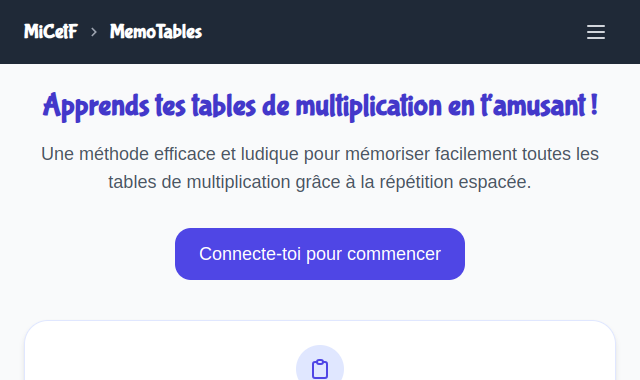 MiCetF > MemoTables
Apprends tes tables de multiplication en t'amusant !
Une méthode efficace et ludique pour mémoriser facilement toutes les
tables de multiplication grâce à la répétition espacée.
Connecte-toi pour commencer